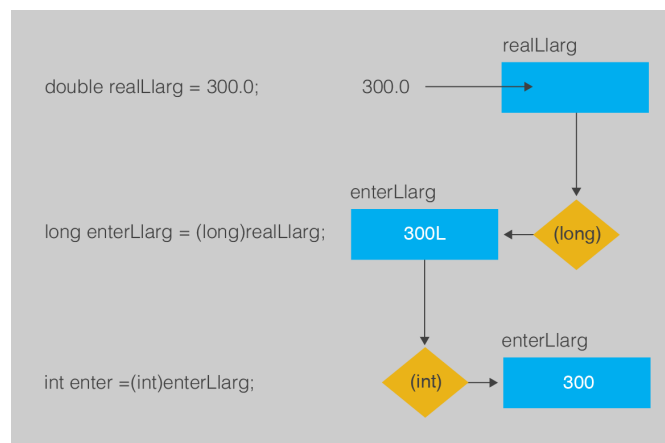 realLlarg
double realLlarg = 300.0;
300.0
enterLlarg
long enterLlarg = (long)realLlarg;
300L
(long)
enterLlarg
int enter =(int)enterLlarg;
(int)
300